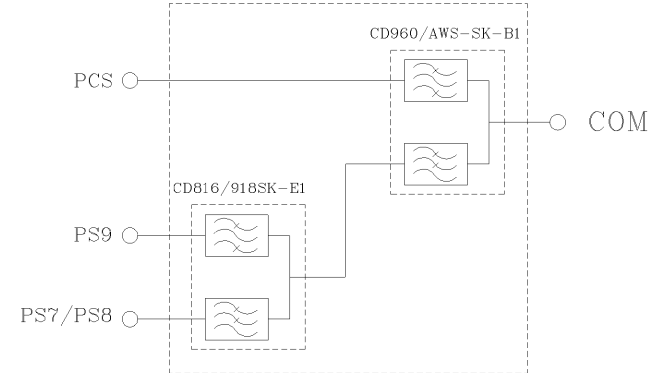 CD960/AWS-SK-B1
PCS
COM
CD816/918SK-E1
PS9
PS7/PS8